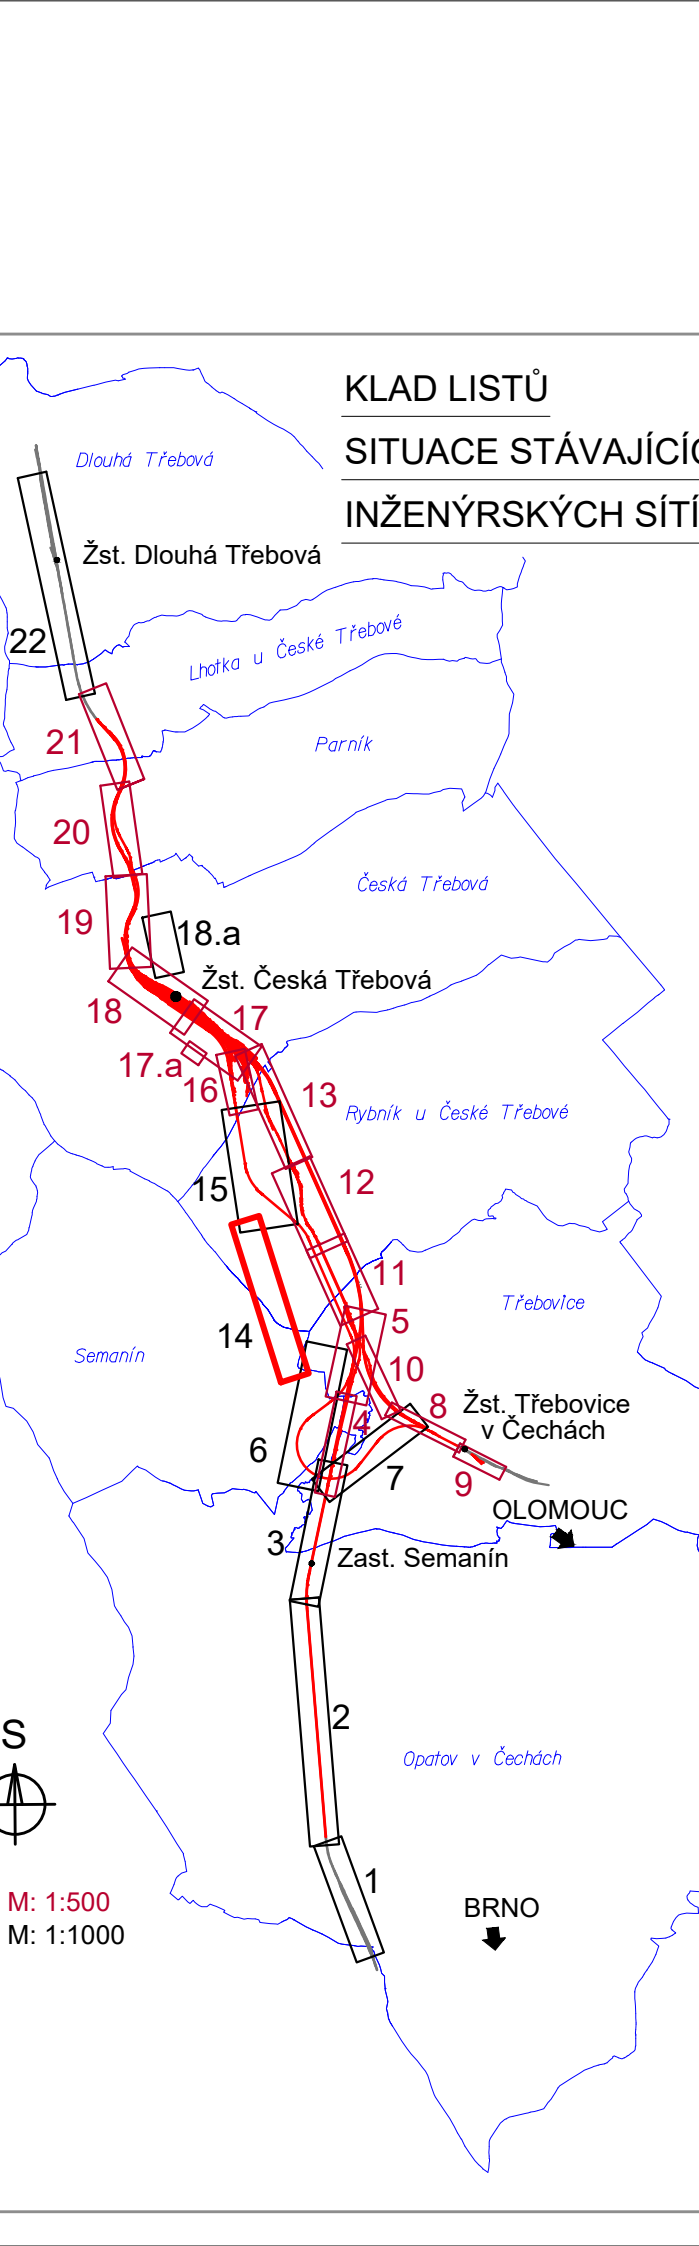 KLAD LISTŮ
SITUACE STÁVAJÍCÍC
INŽENÝRSKÝCH SÍTÍ
Dlouhá Třebová
Žst. Dlouhá Třebová
22
Lhotka u České Třebové
21
Parník
20
Česká Třebová
19
18.a
Žst. Česká Třebová
18
17
17.a
16
13
Rybník u České Třebové
15
12
11
Třebovice
5
14
Semanín
10
8
Žst. Třebovice
v Čechách
4
6
7
9
OLOMOUC
3
Zast. Semanín
2
S
Opatov v Čechách
1
M: 1:500
M: 1:1000
BRNO